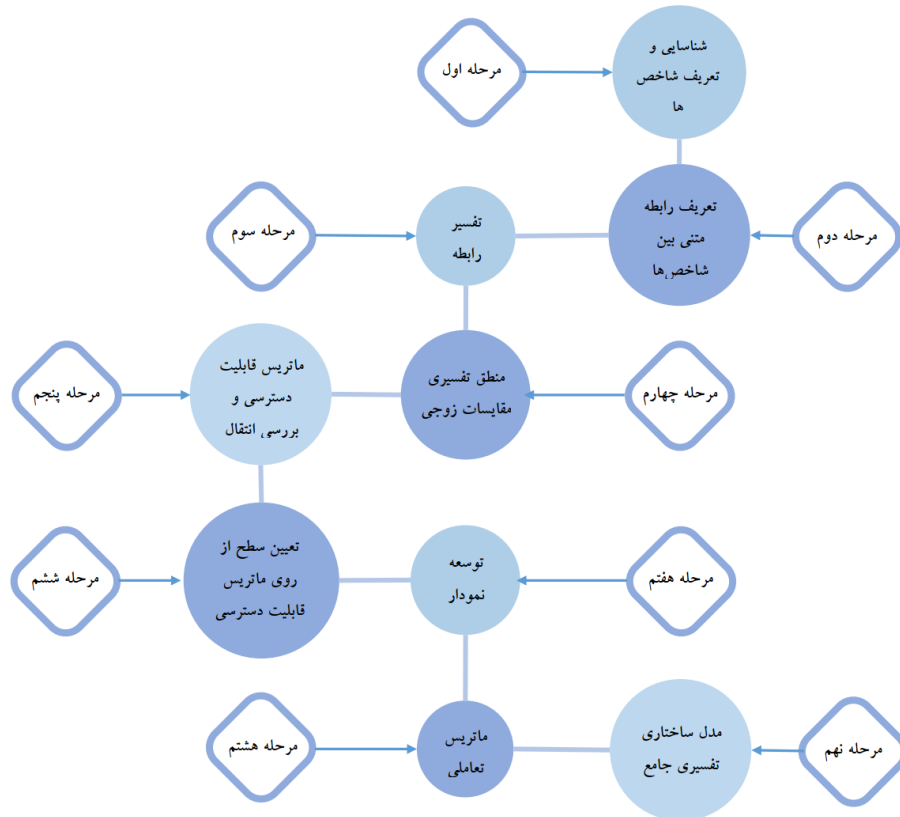 مرحله اول
شناسایی و
تعریف شاخص
ها
مرحله دوم
تعریف رابطه
متنی بین
شاخص‌ها
مرحله سوم
تفسیر
رابطه
مرحله چهارم
منطق تفسیری
مقایسات زوجی
مرحله پنجم
ماتریس قابلیت
دسترسی و
بررسی انتقال
مرحله ششم
تعیین سطح از
روی ماتریس
قابلیت دسترسی
مرحله هفتم
توسعه
نمودار
مرحله هشتم
ماتریس
تعاملی
مرحله نهم
مدل ساختاری
تفسیری جامع